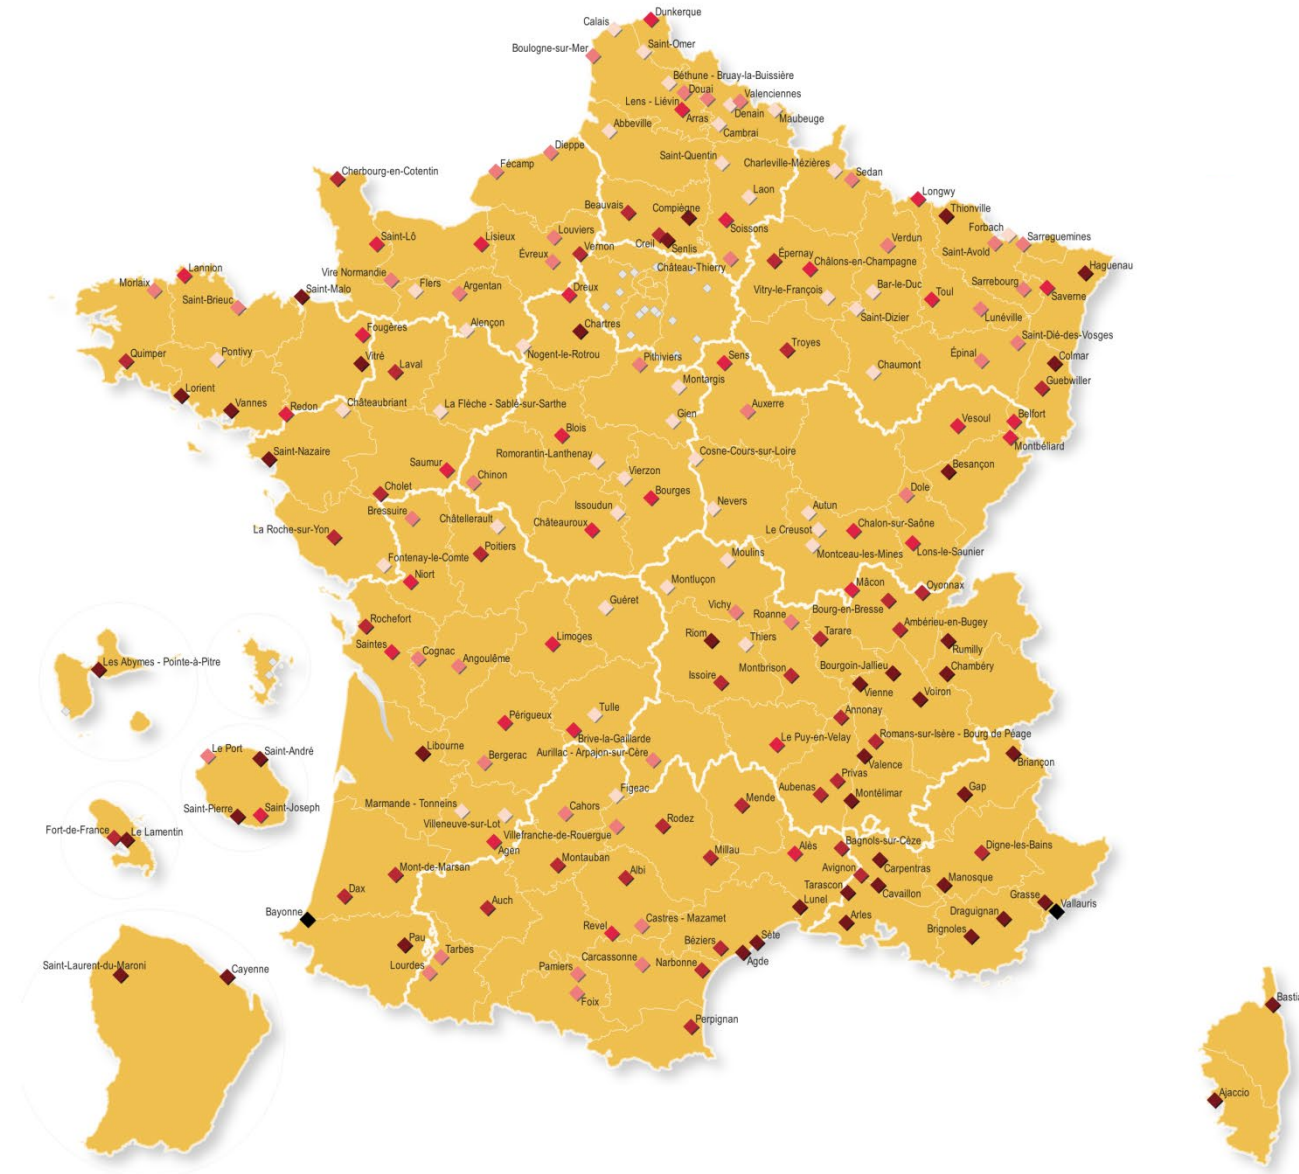 Dunkerque
Calais
Saint-Omer
Boulogne-sur-Mer
Béthune - Bruay-la-Buissière
Douai
Valenciennes
Lens - Liévin
Denain
Arras
Maubeuge
Abbeville
Cambrai
Dieppe
Saint-Quentin
Charleville-Mézières
Fécamp
Sedan
Cherbourg-en-Cotentin
Laon
Longwy
Beauvais
Compiègne
Thionville
Soissons
Forbach
Saint-Lô
Lisieux
Louviers
Creil
Senlis
Verdun
Saint-Avold
Sarreguemines
Vernon
Évreux
Château-Thierry
Épernay
Châlons-en-Champagne
Haguenau
Lannion
Vire Normandie
Morlaix
Saint-Malo
Flers
Argentan
Dreux
Vitry-le-François
Bar-le-Duc
Toul
Sarrebourg
Saverne
Saint-Brieuc
Saint-Dizier
Lunéville
Fougères
Alençon
Chartres
Saint-Dié-des-Vosges
Quimper
Pontivy
Vitré
Laval
Nogent-le-Rotrou
Pithiviers
Sens
Troyes
Épinal
Colmar
Chaumont
Montargis
Guebwiller
Lorient
Vannes
Redon
Châteaubriant
La Flèche - Sablé-sur-Sarthe
Gien
Auxerre
Vesoul
Belfort
Blois
Montbéliard
Saint-Nazaire
Romorantin-Lanthenay
Cosne-Cours-sur-Loire
Saumur
Chinon
Vierzon
Besançon
Cholet
Bourges
Dole
Bressuire
Issoudun
Nevers
Autun
La Roche-sur-Yon
Châtellerault
Châteauroux
Le Creusot
Chalon-sur-Saône
Poitiers
Fontenay-le-Comte
Moulins
Montceau-les-Mines
Lons-le-Saunier
Niort
Montluçon
Mâcon
Oyonnax
Guéret
Vichy
Bourg-en-Bresse
Roanne
Rochefort
Ambérieu-en-Bugey
Saintes
Limoges
Riom
Thiers
Tarare
Rumilly
Cognac
Angoulême
Les Abymes - Pointe-à-Pitre
Issoire
Montbrison
Bourgoin-Jallieu
Chambéry
Vienne
Voiron
Périgueux
Tulle
Annonay
Brive-la-Gaillarde
Le Puy-en-Velay
Romans-sur-Isère - Bourg de Péage
Le Port
Saint-André
Libourne
Bergerac
Aurillac - Arpajon-sur-Cère
Valence
Briançon
Privas
Figeac
Aubenas
Montélimar
Gap
Saint-Pierre
Saint-Joseph
Marmande - Tonneins
Villeneuve-sur-Lot
Cahors
Mende
Fort-de-France
Le Lamentin
Villefranche-de-Rouergue
Rodez
Agen
Bagnols-sur-Cèze
Montauban
Millau
Alès
Digne-les-Bains
Mont-de-Marsan
Albi
Avignon
Carpentras
Dax
Tarascon
Cavaillon
Manosque
Auch
Lunel
Grasse
Vallauris
Bayonne
Revel
Castres - Mazamet
Arles
Draguignan
Brignoles
Pau
Tarbes
Béziers
Sète
Agde
Lourdes
Pamiers
Carcassonne
Narbonne
Saint-Laurent-du-Maroni
Cayenne
Foix
Perpignan
Bastia
Ajaccio